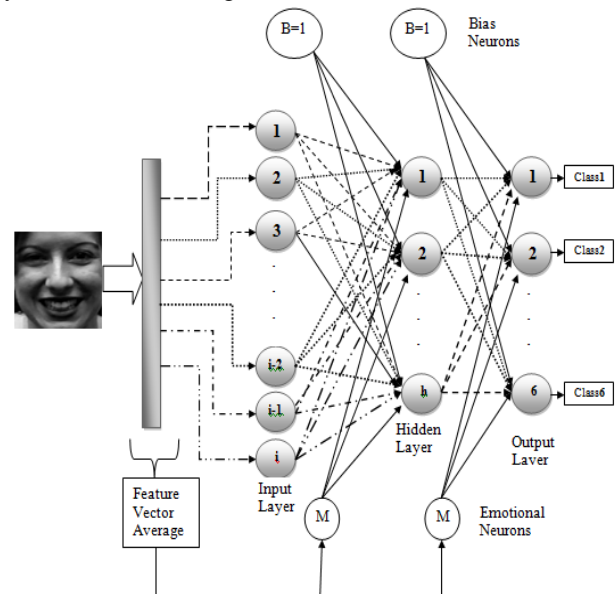 B=1
B=1
Bias
Neurons
1
2
3
i-2
i-1
i
1
2
h
1
2
6
Class1
Class2
Class6
Hidden
Layer
Output
Layer
Input
Layer
Feature
Vector
Average
M
M
Emotional
Neurons